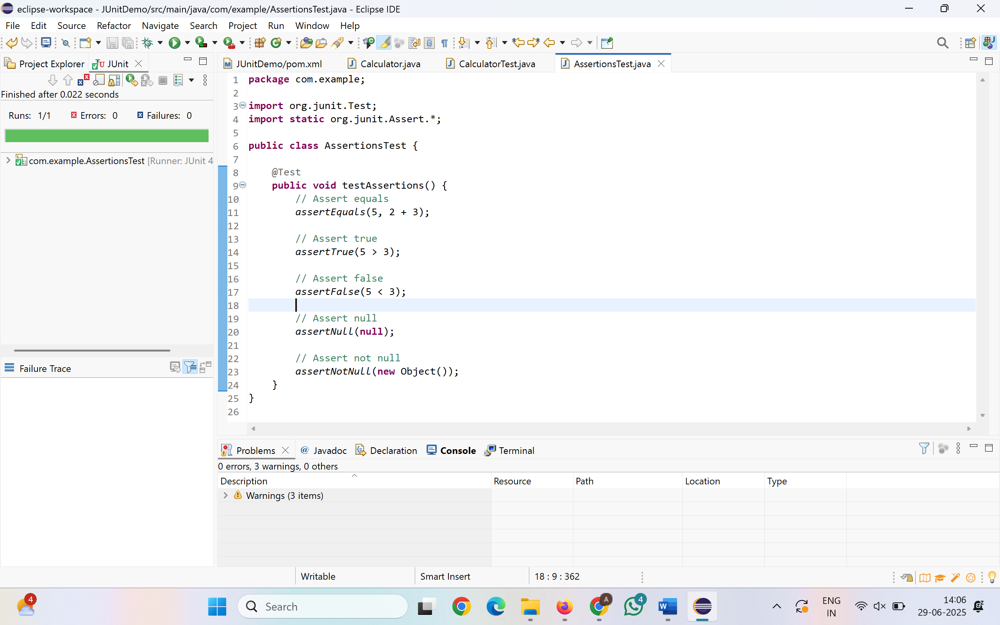 eclipse-workspace - JUnitDemo/src/main/java/com/example/AssertionsTest.java - Eclipse IDE
File Edit Source Refactor Navigate Search Project Run Window Help
Project Explorer JUnit
Finished after 0.022 seconds
Runs: 1/1 Errors: 0 Failures: 0
com.example.AssertionsTest [Runner: JUnit 4
Failure Trace
JUnitDemo/pom.xml Calculator.java CalculatorTest.java AssertionsTest.java
1 package com.example;
2
3 import org.junit.Test;
4 import static org.junit.Assert.*;
5
6 public class AssertionsTest {
7
8 @Test
9 public void testAssertions() {
10 // Assert equals
11 assertEquals(5, 2 + 3);
12
13 // Assert true
14 assertTrue(5 > 3);
15
16 // Assert false
17 assertFalse(5 < 3);
18
19 // Assert null
20 assertNull(null);
21
22 // Assert not null
23 assertNotNull(new Object());
24 }
25 }
26
Problems Javadoc Declaration Console Terminal
0 errors, 3 warnings, 0 others
Description Resource Path Location Type
Warnings (3 items)
Writable Smart Insert 18 : 9 : 362
4 Search A 4 ENG 14:06
IN 29-06-2025